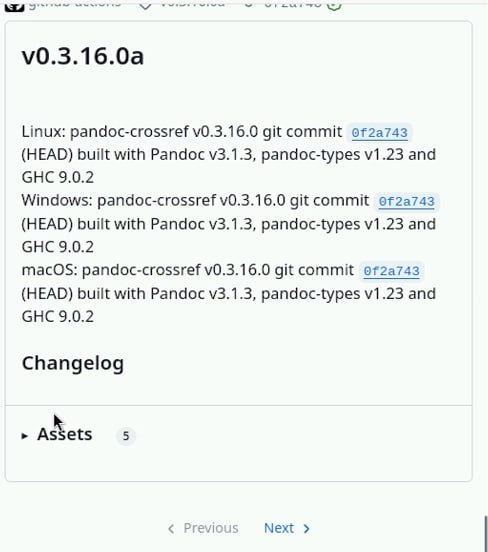 github-actions
v0.3.16.0a
Linux: pandoc-crossref v0.3.16.0 git commit 0f2a743
(HEAD) built with Pandoc v3.1.3, pandoc-types v1.23 and
GHC 9.0.2
Windows: pandoc-crossref v0.3.16.0 git commit 0f2a743
(HEAD) built with Pandoc v3.1.3, pandoc-types v1.23 and
GHC 9.0.2
macOS: pandoc-crossref v0.3.16.0 git commit 0f2a743
(HEAD) built with Pandoc v3.1.3, pandoc-types v1.23 and
GHC 9.0.2
Changelog
Assets 5
Previous Next